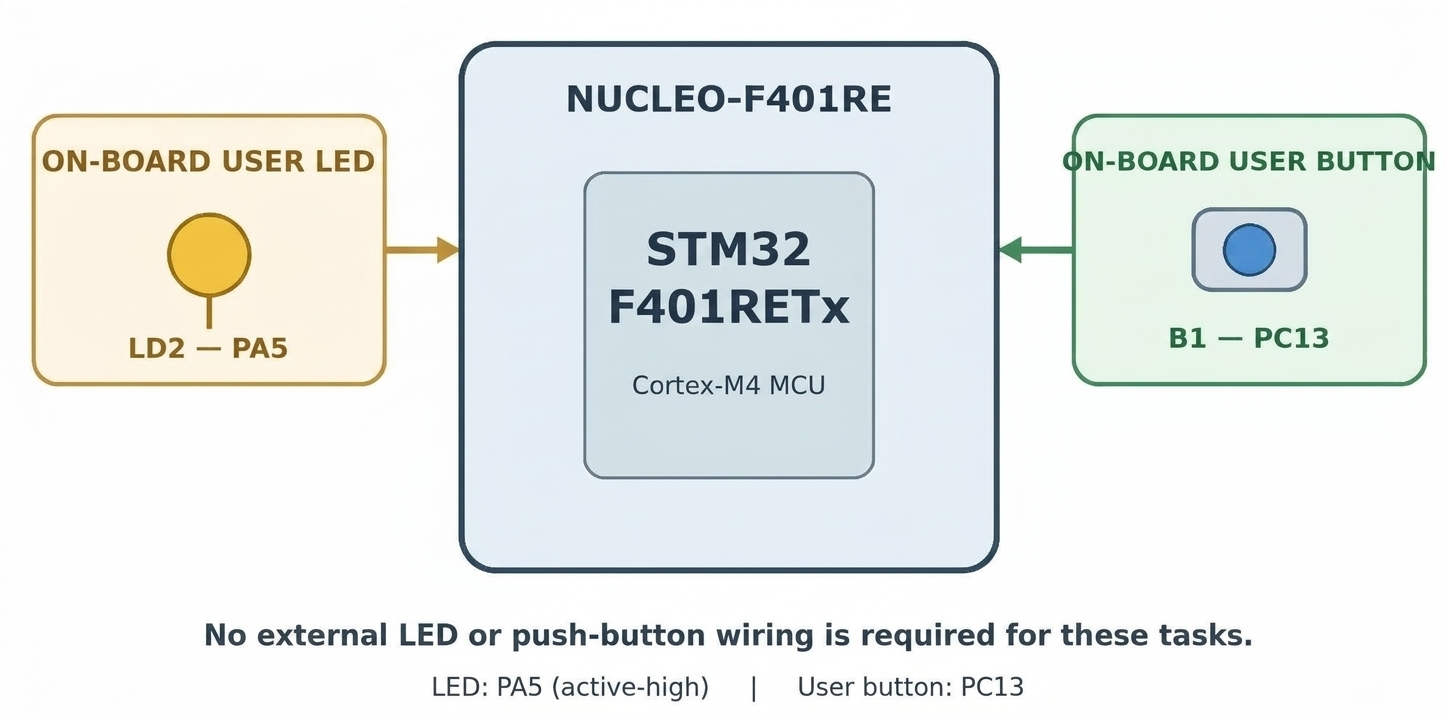 NUCLEO-F401RE
ON-BOARD USER LED
LD2 — PA5
STM32
F401RETx
Cortex-M4 MCU
ON-BOARD USER BUTTON
B1 — PC13
No external LED or push-button wiring is required for these tasks.
LED: PA5 (active-high) | User button: PC13